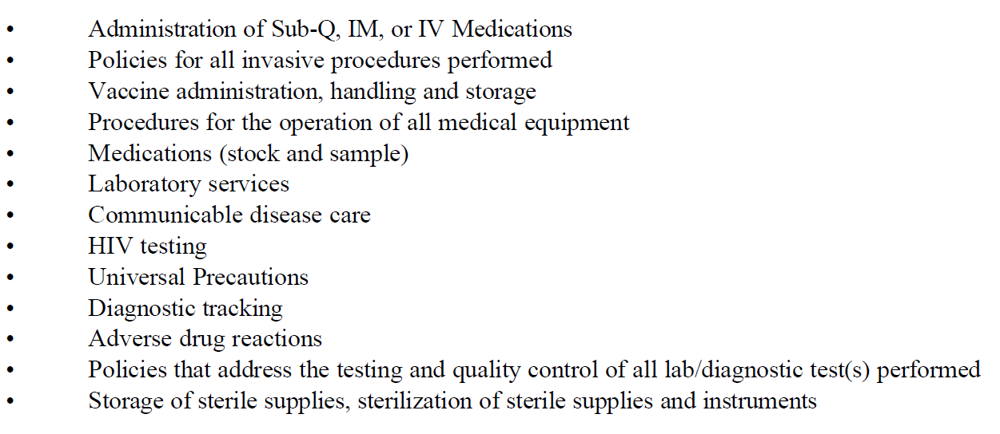 • Administration of Sub-Q, IM, or IV Medications
• Policies for all invasive procedures performed
• Vaccine administration, handling and storage
• Procedures for the operation of all medical equipment
• Medications (stock and sample)
• Laboratory services
• Communicable disease care
• HIV testing
• Universal Precautions
• Diagnostic tracking
• Adverse drug reactions
• Policies that address the testing and quality control of all lab/diagnostic test(s) performed
• Storage of sterile supplies, sterilization of sterile supplies and instruments